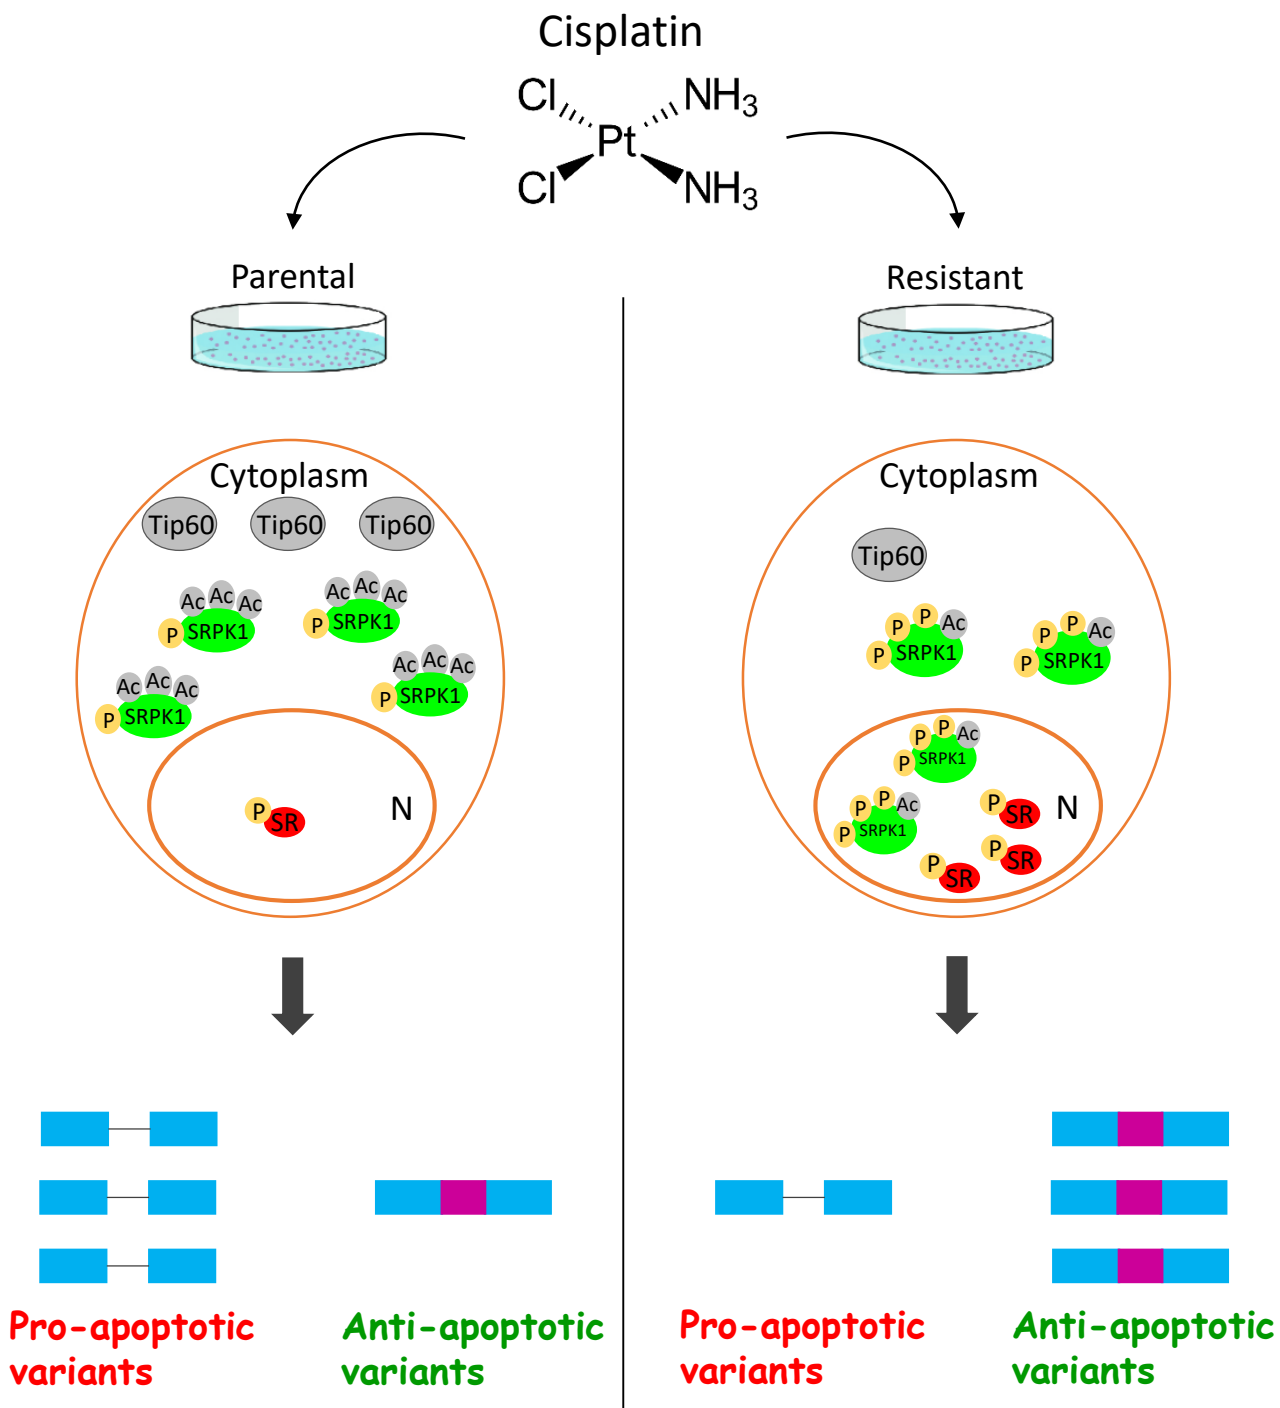 Cisplatin
Cl
NH3
Pt
Cl
NH3
Parental
Cytoplasm
Tip60
Tip60
Tip60
Ac
Ac
Ac
P
SRPK1
Ac
Ac
Ac
P
SRPK1
Ac
Ac
Ac
P
SRPK1
Ac
Ac
Ac
P
SRPK1
P
SR
N
Pro-apoptotic
variants
Anti-apoptotic
variants
Resistant
Cytoplasm
Tip60
P
P
Ac
P
SRPK1
P
P
Ac
P
SRPK1
P
P
Ac
P
SRPK1
P
P
Ac
P
SRPK1
P
SR
P
SR
P
SR
N
Pro-apoptotic
variants
Anti-apoptotic
variants